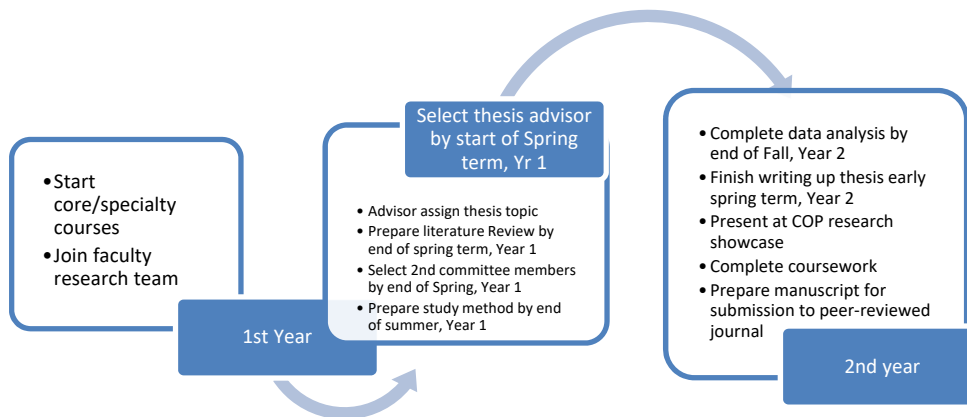 •Start
core/specialty
courses
•Join faculty
research team
1st Year
Select thesis advisor
by start of Spring
term, Yr 1
•Advisor assign thesis topic
•Prepare literature Review by
end of spring term, Year 1
•Select 2nd committee members
by end of Spring, Year 1
•Prepare study method by end
of summer, Year 1
•Complete data analysis by
end of Fall, Year 2
•Finish writing up thesis early
spring term, Year 2
•Present at COP research
showcase
•Complete coursework
•Prepare manuscript for
submission to peer-reviewed
journal
2nd year